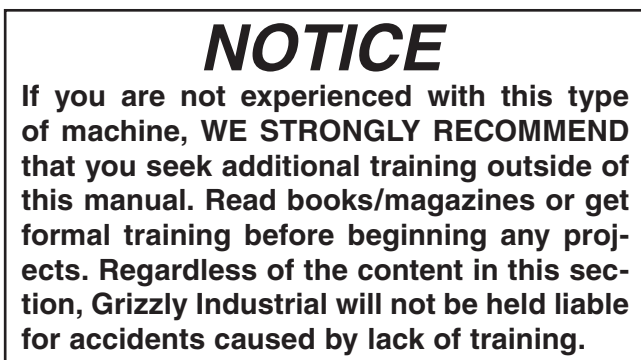 NOTICE
If you are not experienced with this type
of machine, WE STRONGLY RECOMMEND
that you seek additional training outside of
this manual. Read books/magazines or get
formal training before beginning any proj-
ects. Regardless of the content in this sec-
tion, Grizzly Industrial will not be held liable
for accidents caused by lack of training.